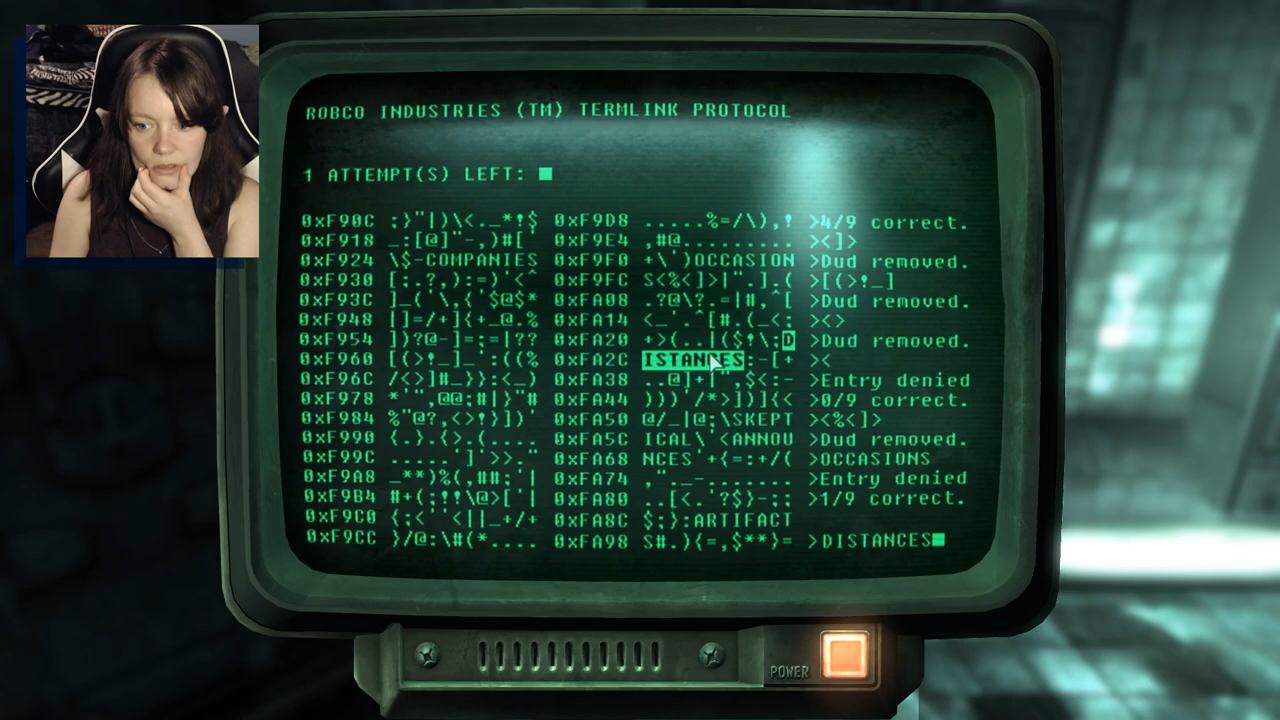 ROBCO INDUSTRIES (TM) TERMLINK PROTOCOL
1 ATTEMPT(S) LEFT: ■
0xF90C :}"|)\<._*!$ 0xF9D8 .....%=/\),! >4/9 correct.
0xF918 _:[@]"-,)#[' 0xF9E4 ,#@......... ><]>
0xF924 \$-COMPANIES 0xF9F0 +\')OCCASION >Dud removed.
0xF930 [:.?,):=)'<^ 0xF9FC S<%<]>|".].( >[(>!_]
0xF93C ]_('\,{'$@$* 0xFA08 .?@\?.=|#,^[ >Dud removed.
0xF948 |]=/+]{+_@.% 0xFA14 <_'.^[#.(_<: ><>
0xF954 ])?@-]=;=|?? 0xFA20 +>(..|($!\;D >Dud removed.
0xF960 [(>!_]_':((% 0xFA2C ISTANCES:-[+ ><
0xF96C /<>]#_}}:<_) 0xFA38 ..@]+|",$<:- >Entry denied
0xF978 *',@@;#|}"# 0xFA44 )))'/*>])]{< >0/9 correct.
0xF984 %"@?,<>!}])' 0xFA50 @/_|@;\SKEPT ><%<]>
0xF990 {.}.{>.(.... 0xFA5C ICAL\'<ANNOU >Dud removed.
0xF99C .....']'>>." 0xFA68 NCES'+{=:+/( >OCCASIONS
0xF9A8 _**)%(,##;'| 0xFA74 ,"._-....... >Entry denied
0xF9B4 #+(;!!\@>['| 0xFA80 ..[<.'?$}-;; >1/9 correct.
0xF9C0 {;<''<||_+/+ 0xFA8C $;}:ARTIFACT
0xF9CC }/@:\#(*.... 0xFA98 S#.){=,$**}= >DISTANCES■
POWER